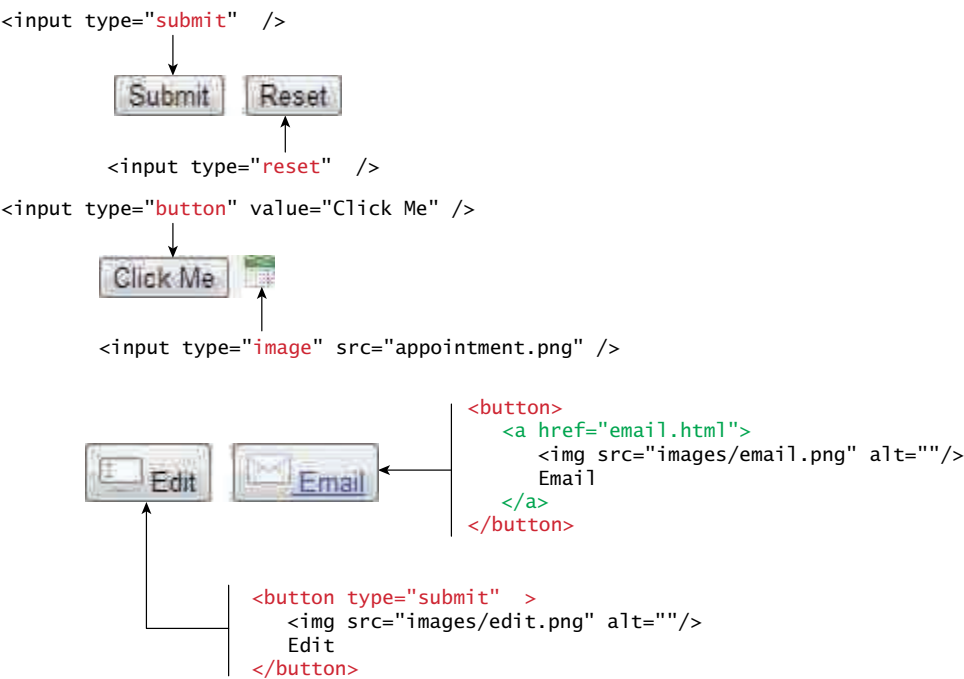 <input type="submit"  />
Submit
Reset
<input type="reset"  />
<input type="button" value="Click Me" />
Click Me
<input type="image" src="appointment.png" />
<button>
<a href="email.html">
<img src="images/email.png" alt=""/>
Email
</a>
</button>
Edit
Email
<button type="submit"  >
<img src="images/edit.png" alt=""/>
Edit
</button>